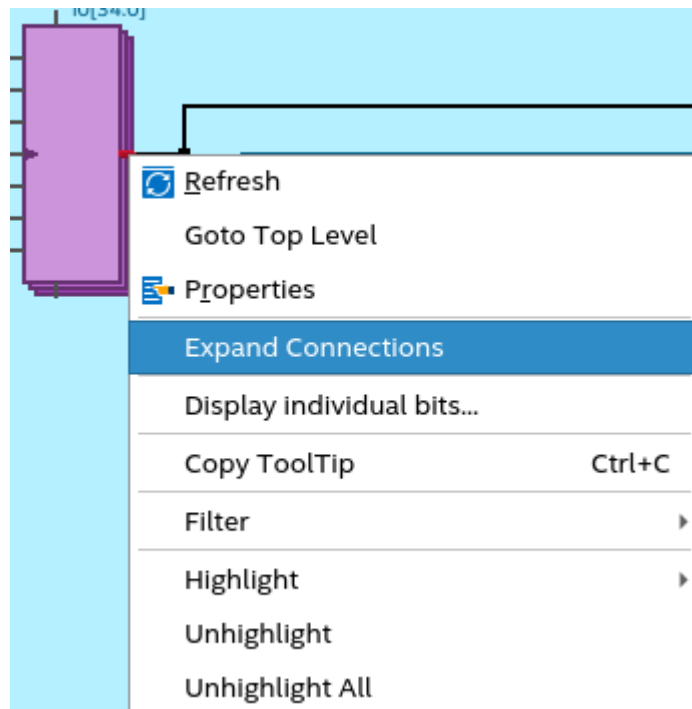 Refresh
Goto Top Level
Properties
Expand Connections
Display individual bits...
Copy ToolTip Ctrl+C
Filter
Highlight
Unhighlight
Unhighlight All